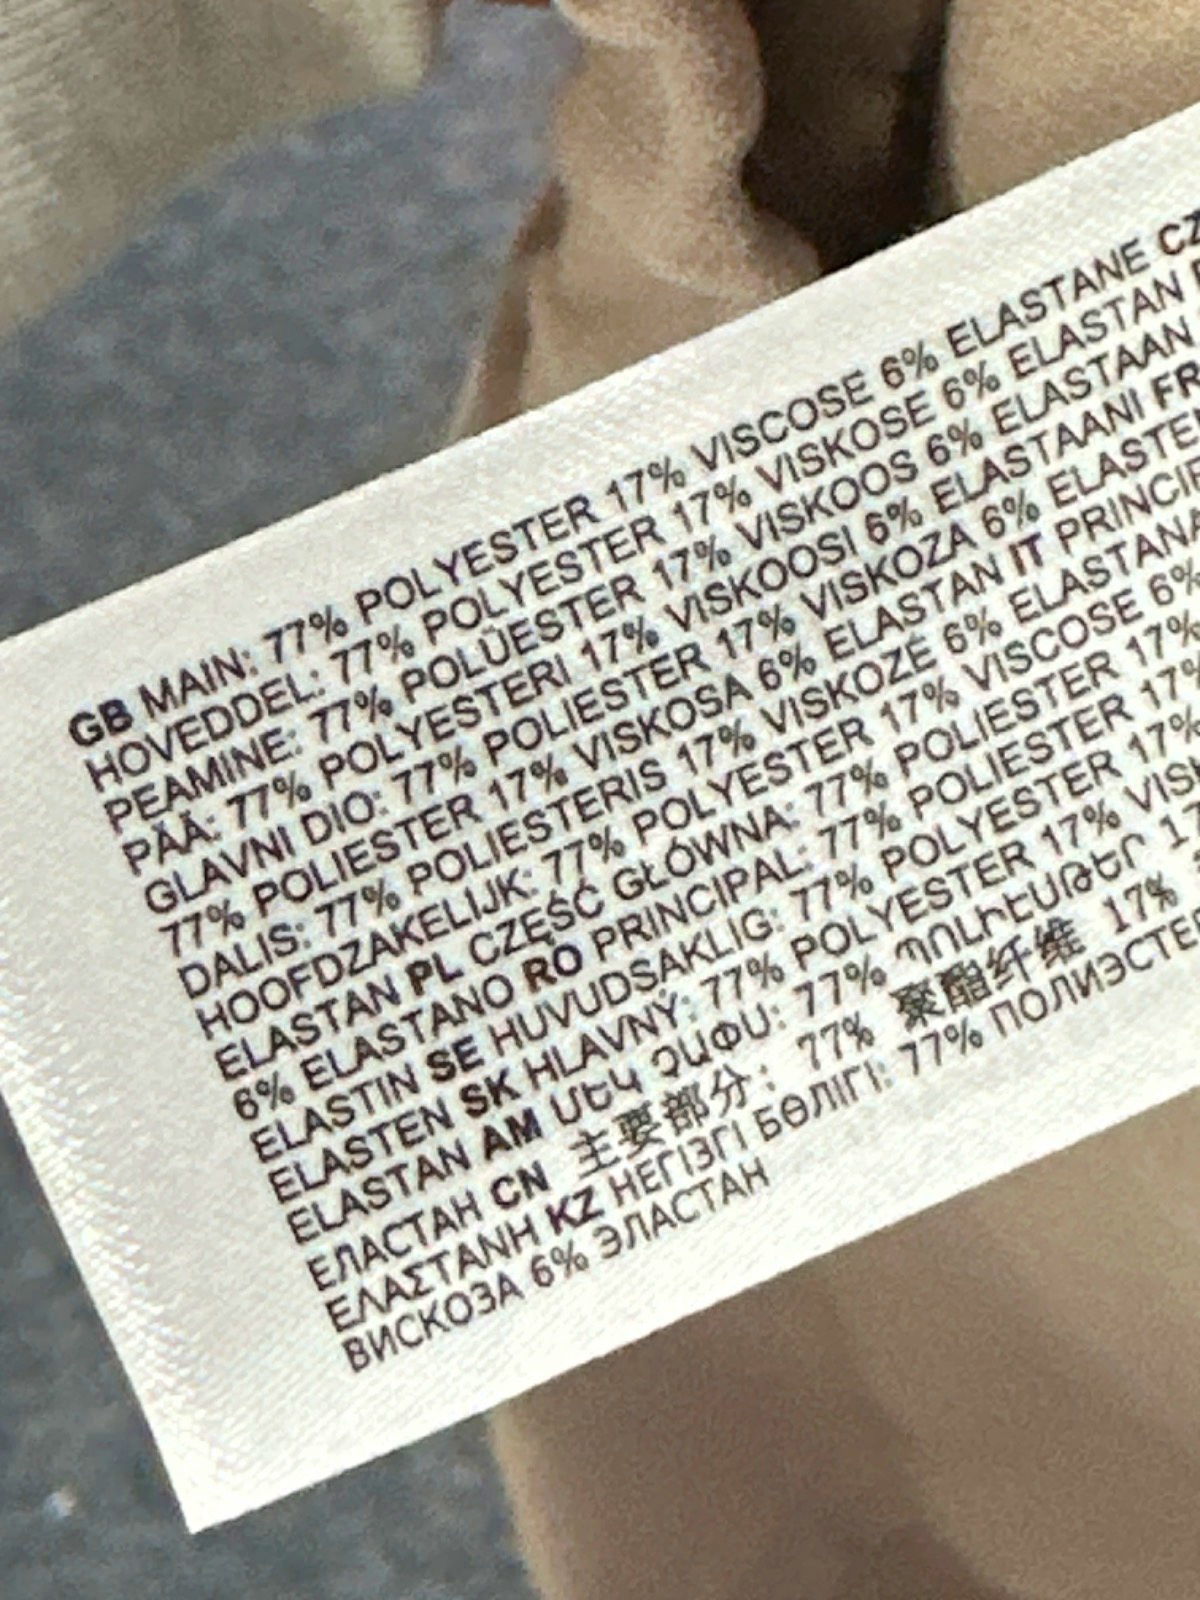 GB MAIN: 77% POLYESTER 17% VISCOSE 6% ELASTANE CZ
HOVEDDEL: 77% POLYESTER 17% VISKOSE 6% ELASTAN
PEAMINE: 77% POLÜESTER 17% VISKOOS 6% ELASTAAN
PÄÄ: 77% POLYESTERI 17% VISKOOSI 6% ELASTAANI FR
GLAVNI DIO: 77% POLIESTER 17% VISKOZA 6%
77% POLIESTER 17% VISKOSA 6% ELASTAN IT
DALIS: 77% POLIESTERIS 17% VISKOZĖ 6% ELASTANA
HOOFDZAKELIJK: 77% POLYESTER 17% VISCOSE 6%
ELASTAN PL CZĘŚĆ GŁÓWNA: 77% POLIESTER 17%
6% ELASTANO RO PRINCIPAL: 77% POLIESTER 17%
ELASTIN SE HUVUDSAKLIG: 77% POLYESTER 17%
ELASTEN SK HLAVNÝ: 77% POLYESTER 17%
ELASTAN AM ՄԵԿ ՉԱՓՍ: 77% ՊՈԼԻԷՍԹԵՐ
ЕЛАСТАН CN 主要部分: 77% 聚酯纤维 17%
ΕΛΑΣΤΑΝΗ KZ НЕГІЗГІ БӨЛІГІ: 77%
ВИСКОЗА 6% ЭЛАСТАН